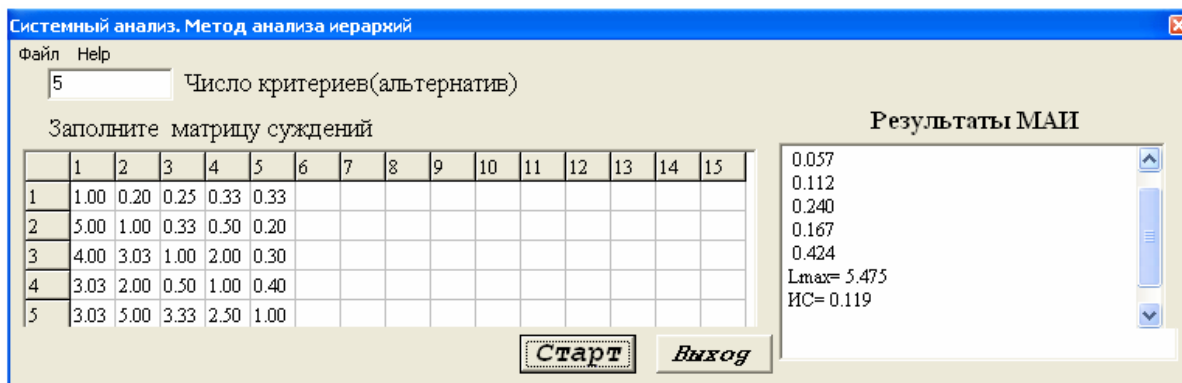 Системный анализ. Метод анализа иерархий
Файл Help
5 Число критериев(альтернатив)
Заполните матрицу суждений
1 2 3 4 5 6 7 8 9 10 11 12 13 14 15
1 1.00 0.20 0.25 0.33 0.33
2 5.00 1.00 0.33 0.50 0.20
3 4.00 3.03 1.00 2.00 0.30
4 3.03 2.00 0.50 1.00 0.40
5 3.03 5.00 3.33 2.50 1.00
Результаты МАИ
0.057
0.112
0.240
0.167
0.424
Lmax= 5.475
ИС= 0.119
Старт Выход